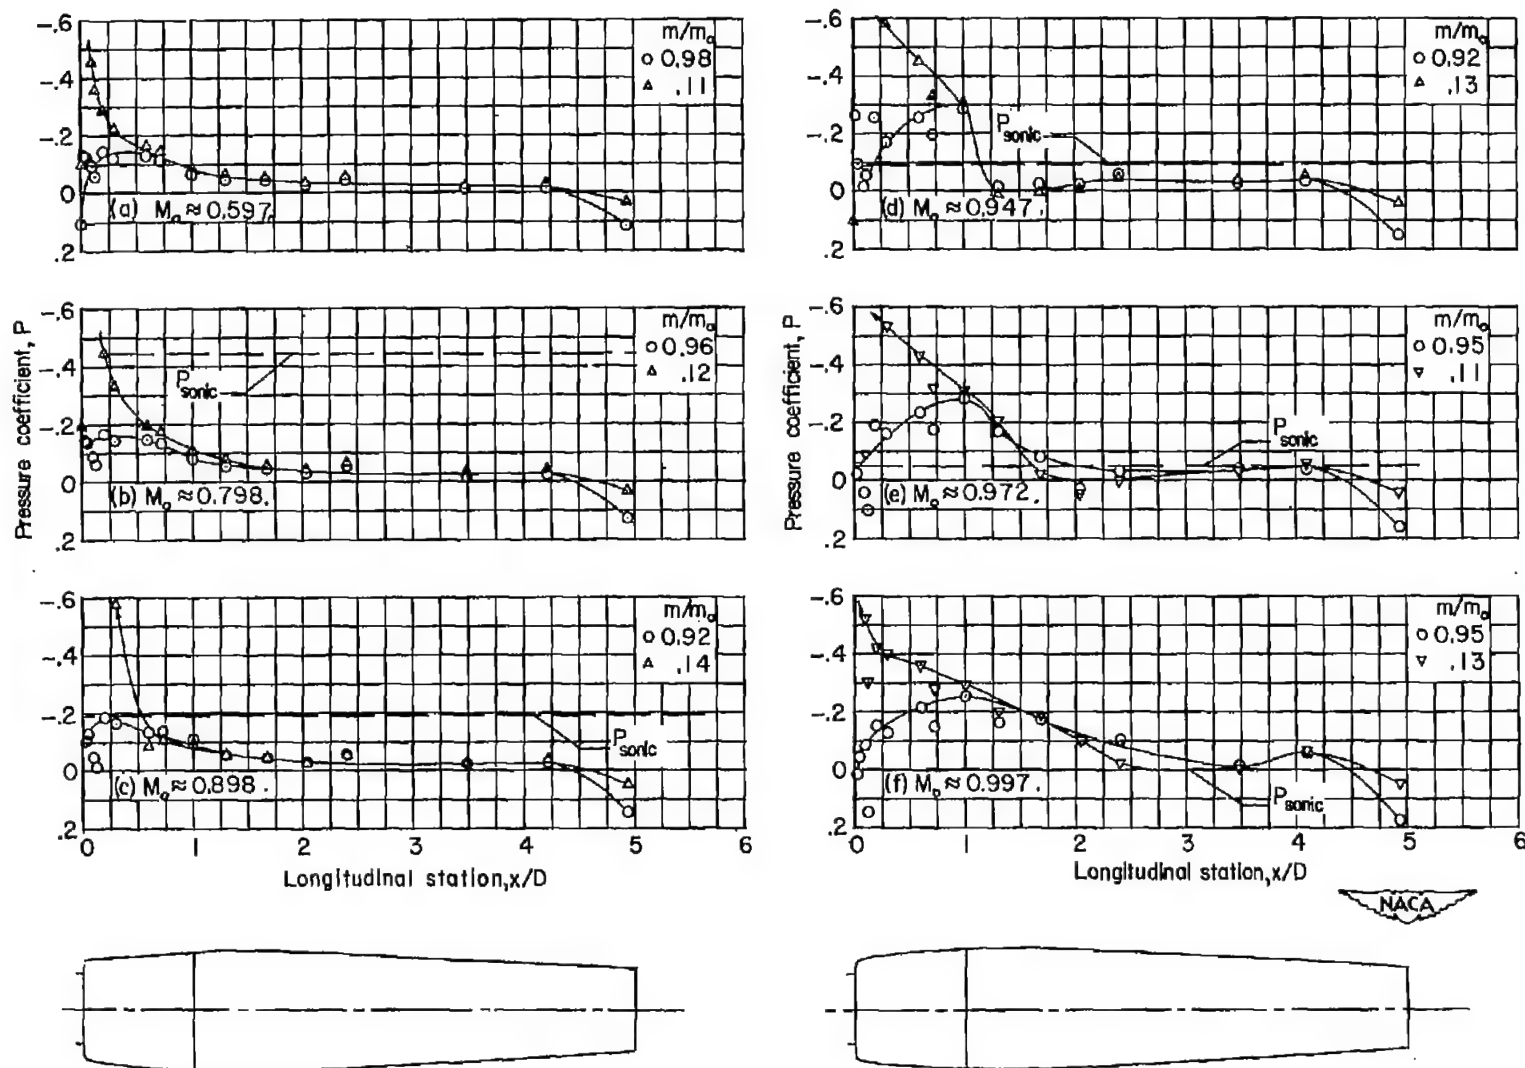 -.6
-.4
-.2
0
.2
m/mₒ
○ 0.98
△ .11
(a) Mₒ ≈ 0.597.
-.6
-.4
-.2
0
.2
m/mₒ
○ 0.96
△ .12
P sonic
(b) Mₒ ≈ 0.798.
Pressure coefficient, P
-.6
-.4
-.2
0
.2
m/mₒ
○ 0.92
△ .14
P sonic
(c) Mₒ ≈ 0.898.
0 1 2 3 4 5 6
Longitudinal station, x/D
-.6
-.4
-.2
0
.2
m/mₒ
○ 0.92
△ .13
P sonic
(d) Mₒ ≈ 0.947.
-.6
-.4
-.2
0
.2
m/mₒ
○ 0.95
▽ .11
P sonic
(e) Mₒ ≈ 0.972.
Pressure coefficient, P
-.6
-.4
-.2
0
.2
m/mₒ
○ 0.95
▽ .13
P sonic
(f) Mₒ ≈ 0.997.
0 1 2 3 4 5 6
Longitudinal station, x/D
NACA